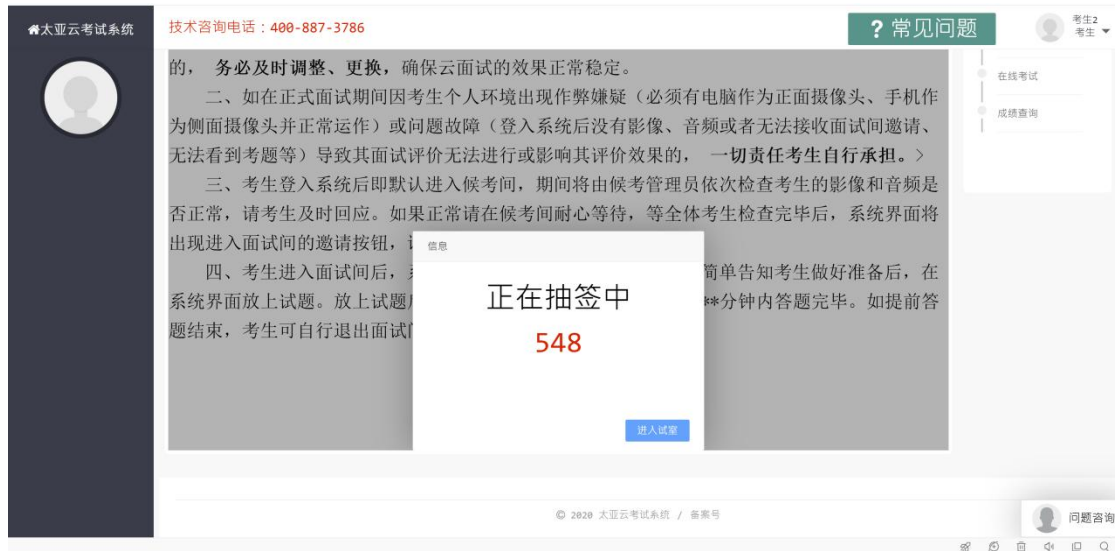 太亚云考试系统
技术咨询电话：400-887-3786
? 常见问题
考生2
考生
的， 务必及时调整、更换，确保云面试的效果正常稳定。
二、如在正式面试期间因考生个人环境出现作弊嫌疑（必须有电脑作为正面摄像头、手机作
为侧面摄像头并正常运作）或问题故障（登入系统后没有影像、音频或者无法接收面试间邀请、
无法看到考题等）导致其面试评价无法进行或影响其评价效果的， 一切责任考生自行承担。>
三、考生登入系统后即默认进入候考间，期间将由候考管理员依次检查考生的影像和音频是
否正常，请考生及时回应。如果正常请在候考间耐心等待，等全体考生检查完毕后，系统界面将
出现进入面试间的邀请按钮，
四、考生进入面试间后， 简单告知考生做好准备后，在
系统界面放上试题。放上试题 **分钟内答题完毕。如提前答
题结束，考生可自行退出面试
在线考试
成绩查询
信息
正在抽签中
548
进入试室
© 2020 太亚云考试系统 / 备案号
问题咨询